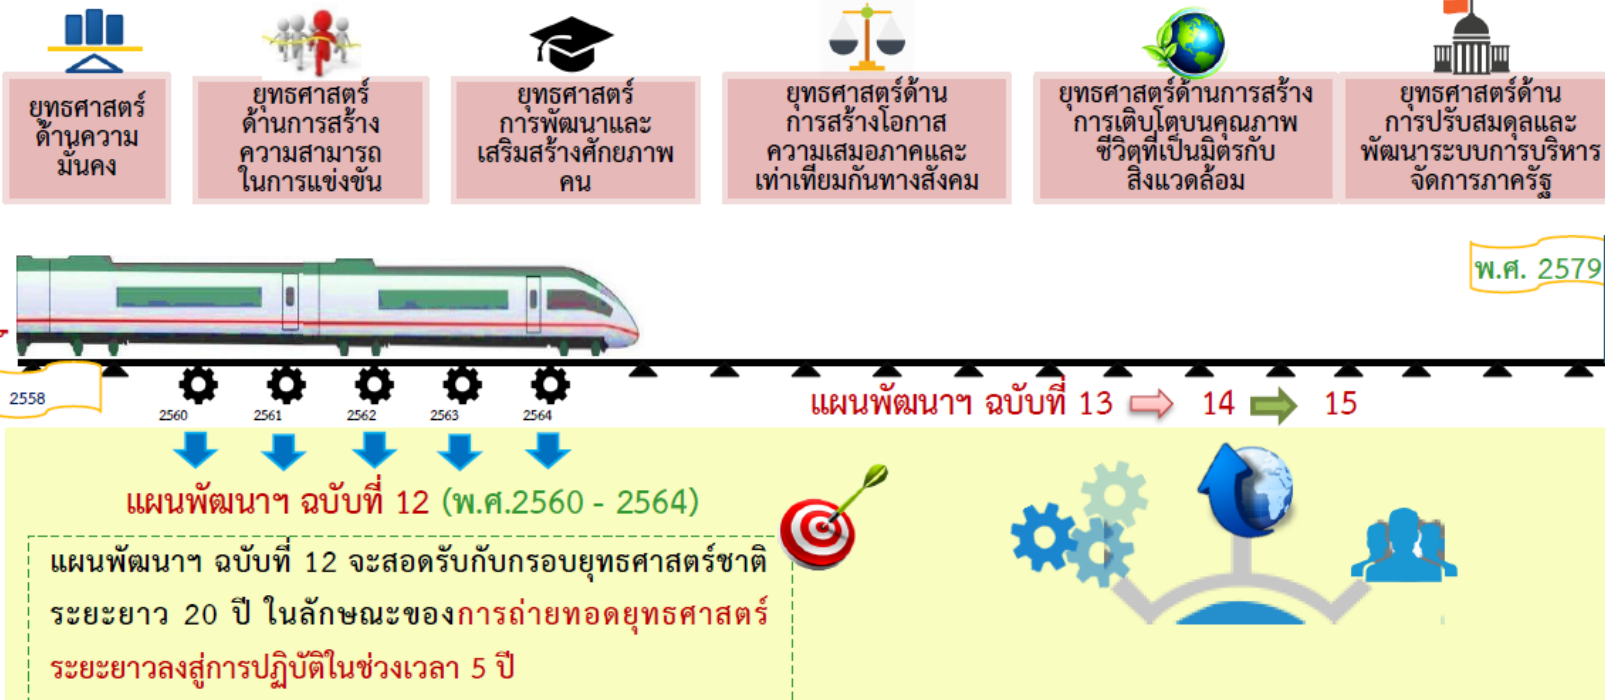 ยุทธศาสตร์
ด้านความ
มั่นคง
ยุทธศาสตร์
ด้านการสร้าง
ความสามารถ
ในการแข่งขัน
ยุทธศาสตร์
การพัฒนาและ
เสริมสร้างศักยภาพ
คน
ยุทธศาสตร์ด้าน
การสร้างโอกาส
ความเสมอภาคและ
เท่าเทียมกันทางสังคม
ยุทธศาสตร์ด้านการสร้าง
การเติบโตบนคุณภาพ
ชีวิตที่เป็นมิตรกับ
สิ่งแวดล้อม
ยุทธศาสตร์ด้าน
การปรับสมดุลและ
พัฒนาระบบการบริหาร
จัดการภาครัฐ
พ.ศ. 2579
2558
2560 2561 2562 2563 2564
แผนพัฒนาฯ ฉบับที่ 13 14 15
แผนพัฒนาฯ ฉบับที่ 12 (พ.ศ.2560 - 2564)
แผนพัฒนาฯ ฉบับที่ 12 จะสอดรับกับกรอบยุทธศาสตร์ชาติ
ระยะยาว 20 ปี ในลักษณะของการถ่ายทอดยุทธศาสตร์
ระยะยาวลงสู่การปฏิบัติในช่วงเวลา 5 ปี